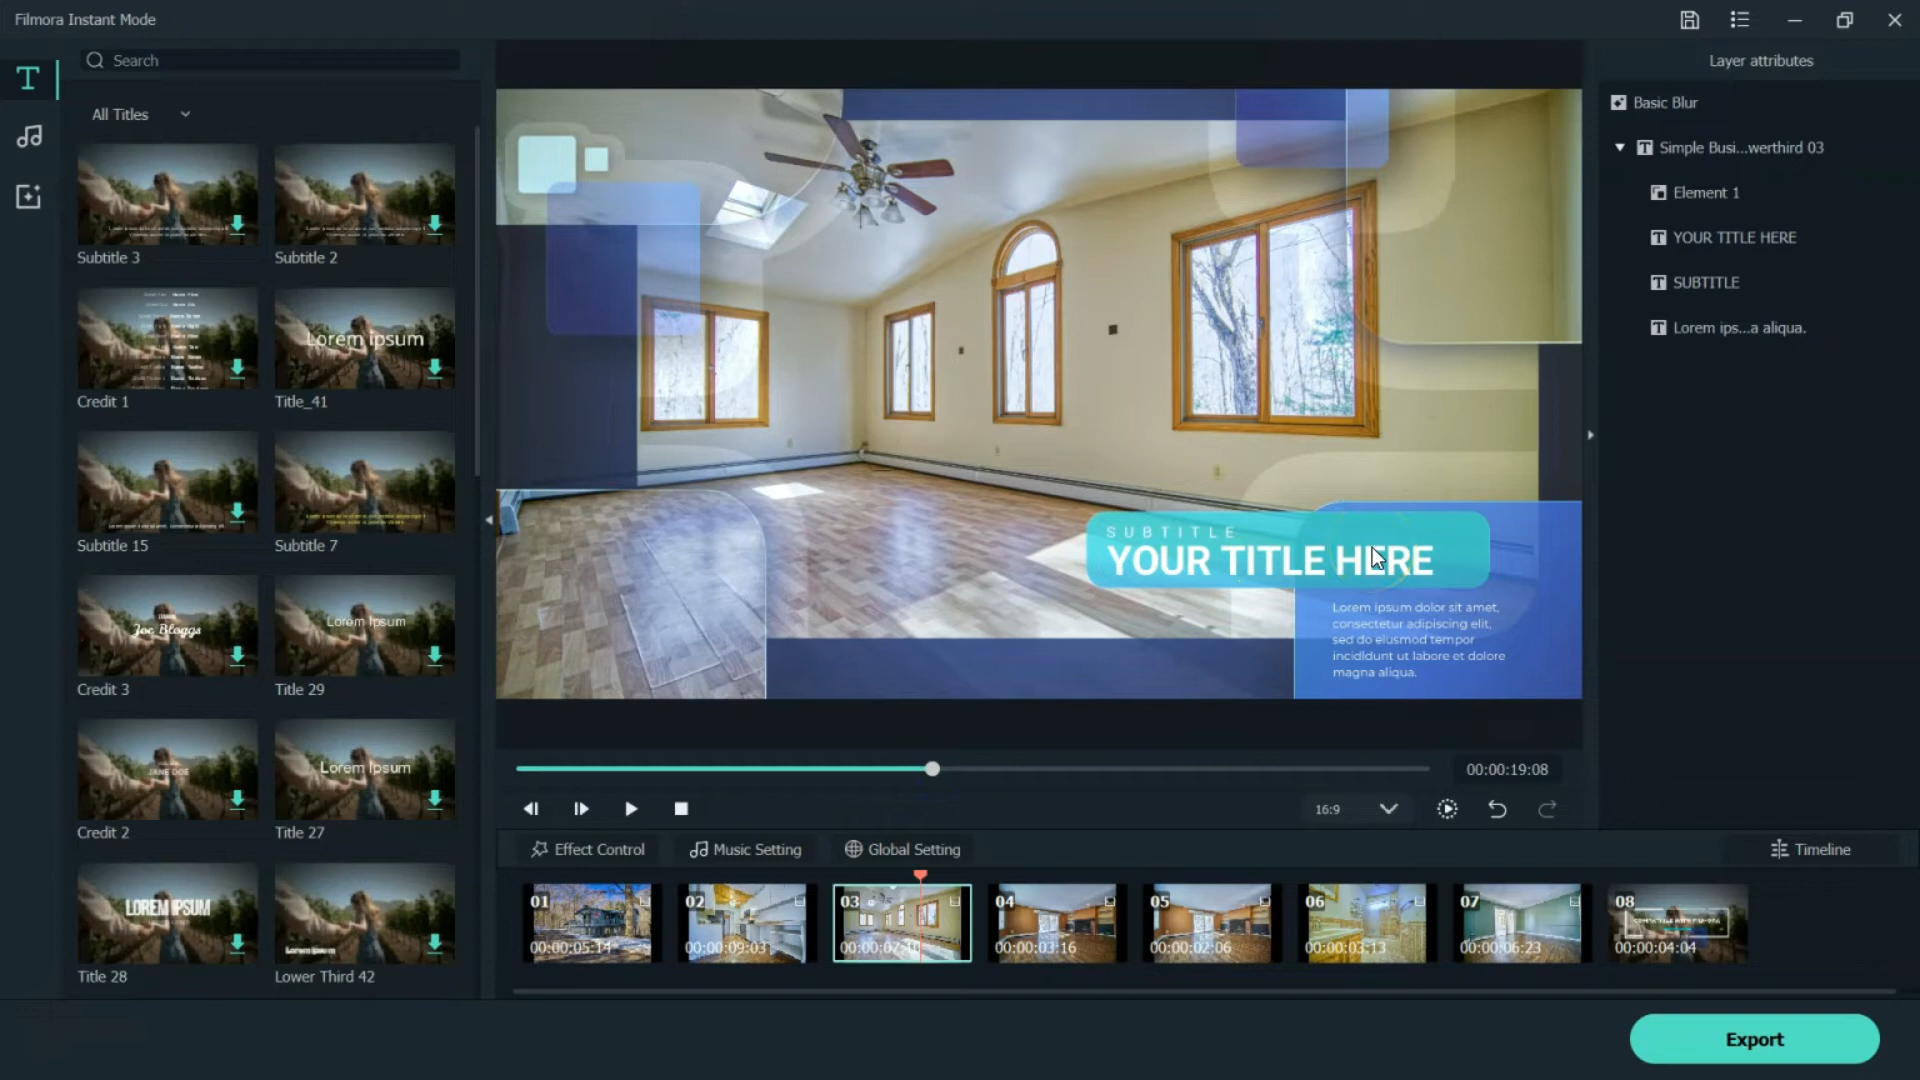 Filmora Instant Mode
Search
Layer attributes
All Titles
Basic Blur
Simple Busi...werthird 03
Element 1
YOUR TITLE HERE
SUBTITLE
Lorem ips...a aliqua.
Subtitle 3
Subtitle 2
Lorem ipsum
Credit 1
Title_41
Subtitle 15
Subtitle 7
SUBTITLE
YOUR TITLE HERE
Lorem ipsum dolor sit amet,
consectetur adipiscing elit,
sed do eiusmod tempor
incididunt ut labore et dolore
magna aliqua.
Joe Bloggs
Lorem Ipsum
Credit 3
Title 29
JANE DOE
Lorem Ipsum
Credit 2
Title 27
00:00:19:08
16:9
Effect Control
Music Setting
Global Setting
Timeline
LOREM IPSUM
Lorem Ipsum
Title 28
Lower Third 42
01
00:00:05:14
02
00:00:09:03
03
04
00:00:03:16
05
00:00:02:06
06
00:00:03:13
07
00:00:06:23
08
00:00:04:04
Export